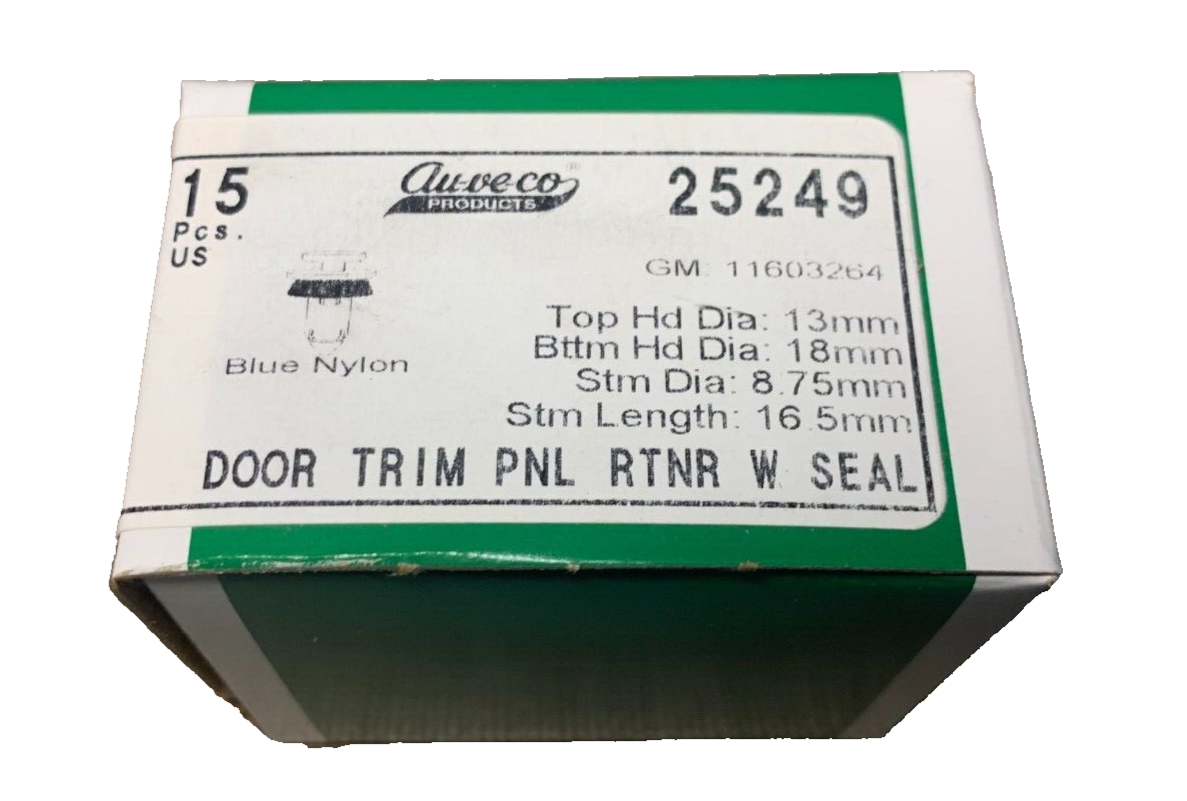 15
Pcs.
US
Au-ve-co®
PRODUCTS
25249
GM: 11603264
Top Hd Dia: 13mm
Bttm Hd Dia: 18mm
Stm Dia: 8.75mm
Stm Length: 16.5mm
Blue Nylon
DOOR TRIM PNL RTNR W SEAL